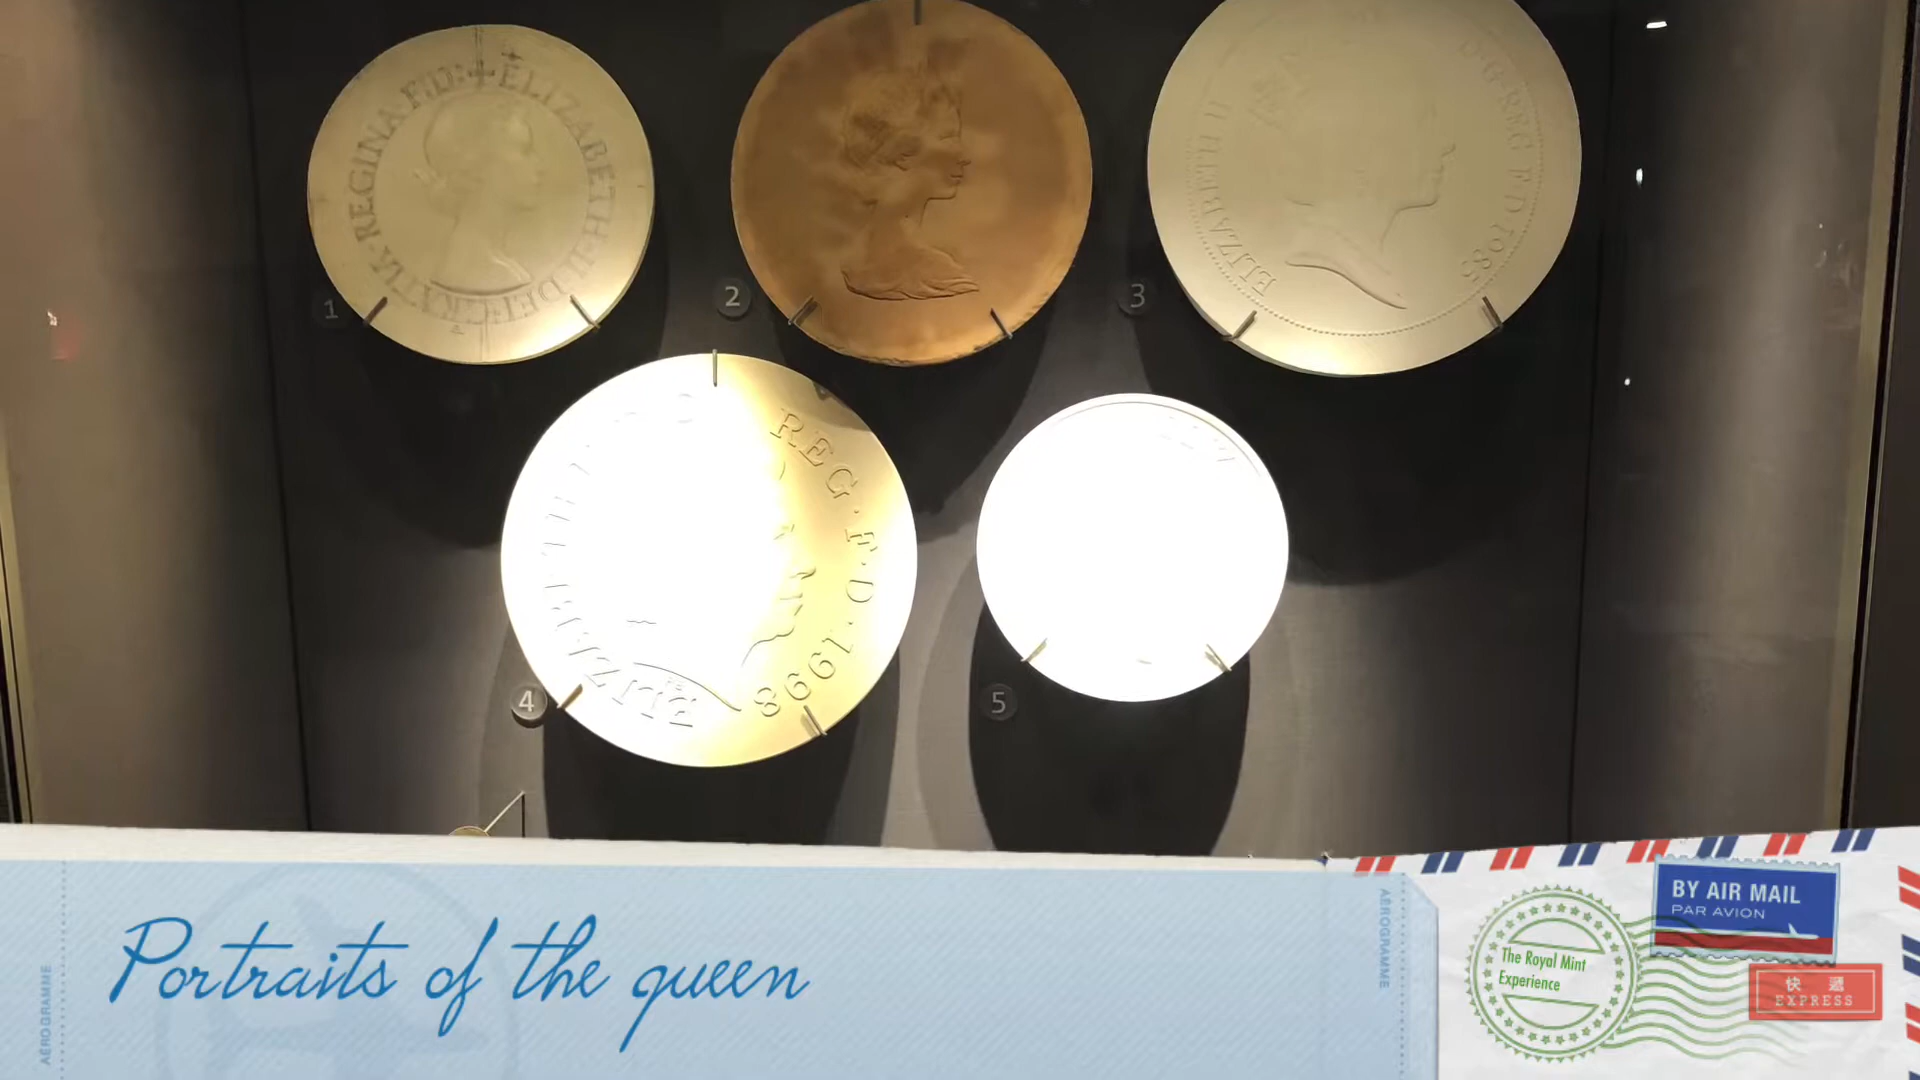 ELIZABETH·II·DEI·GRATIA·REGINA·F:D:+
1
2
ELIZABETH II
D·G·REG F D 1985
3
REG·F·D·1998
4
5
Portraits of the queen
AÉROGRAMME
AÉROGRAMME
The Royal Mint
Experience
BY AIR MAIL
PAR AVION
快遞
EXPRESS